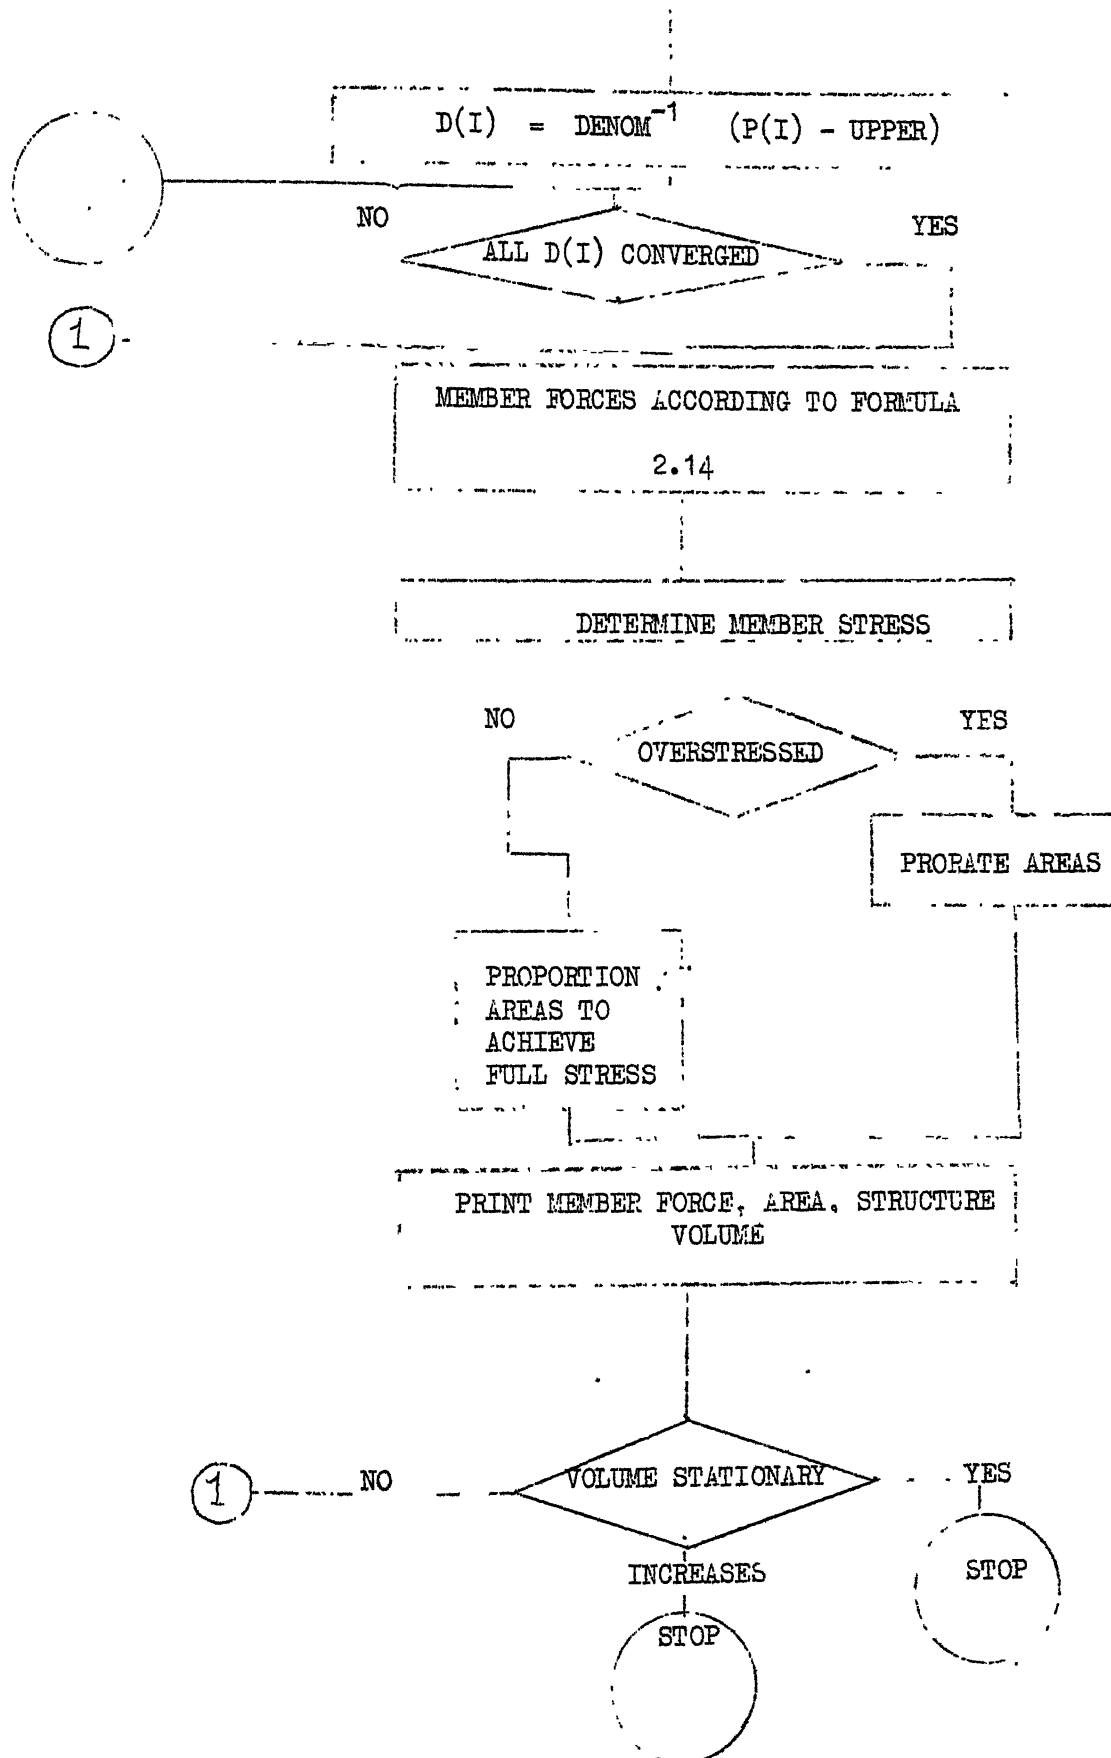 D(I) = DENOM⁻¹ (P(I) - UPPER)
NO
YES
ALL D(I) CONVERGED
1
MEMBER FORCES ACCORDING TO FORMULA
2.14
DETERMINE MEMBER STRESS
NO
YES
OVERSTRESSED
PRORATE AREAS
PROPORTION
AREAS TO
ACHIEVE
FULL STRESS
PRINT MEMBER FORCE, AREA, STRUCTURE
VOLUME
1
NO
VOLUME STATIONARY
YES
INCREASES
STOP
STOP